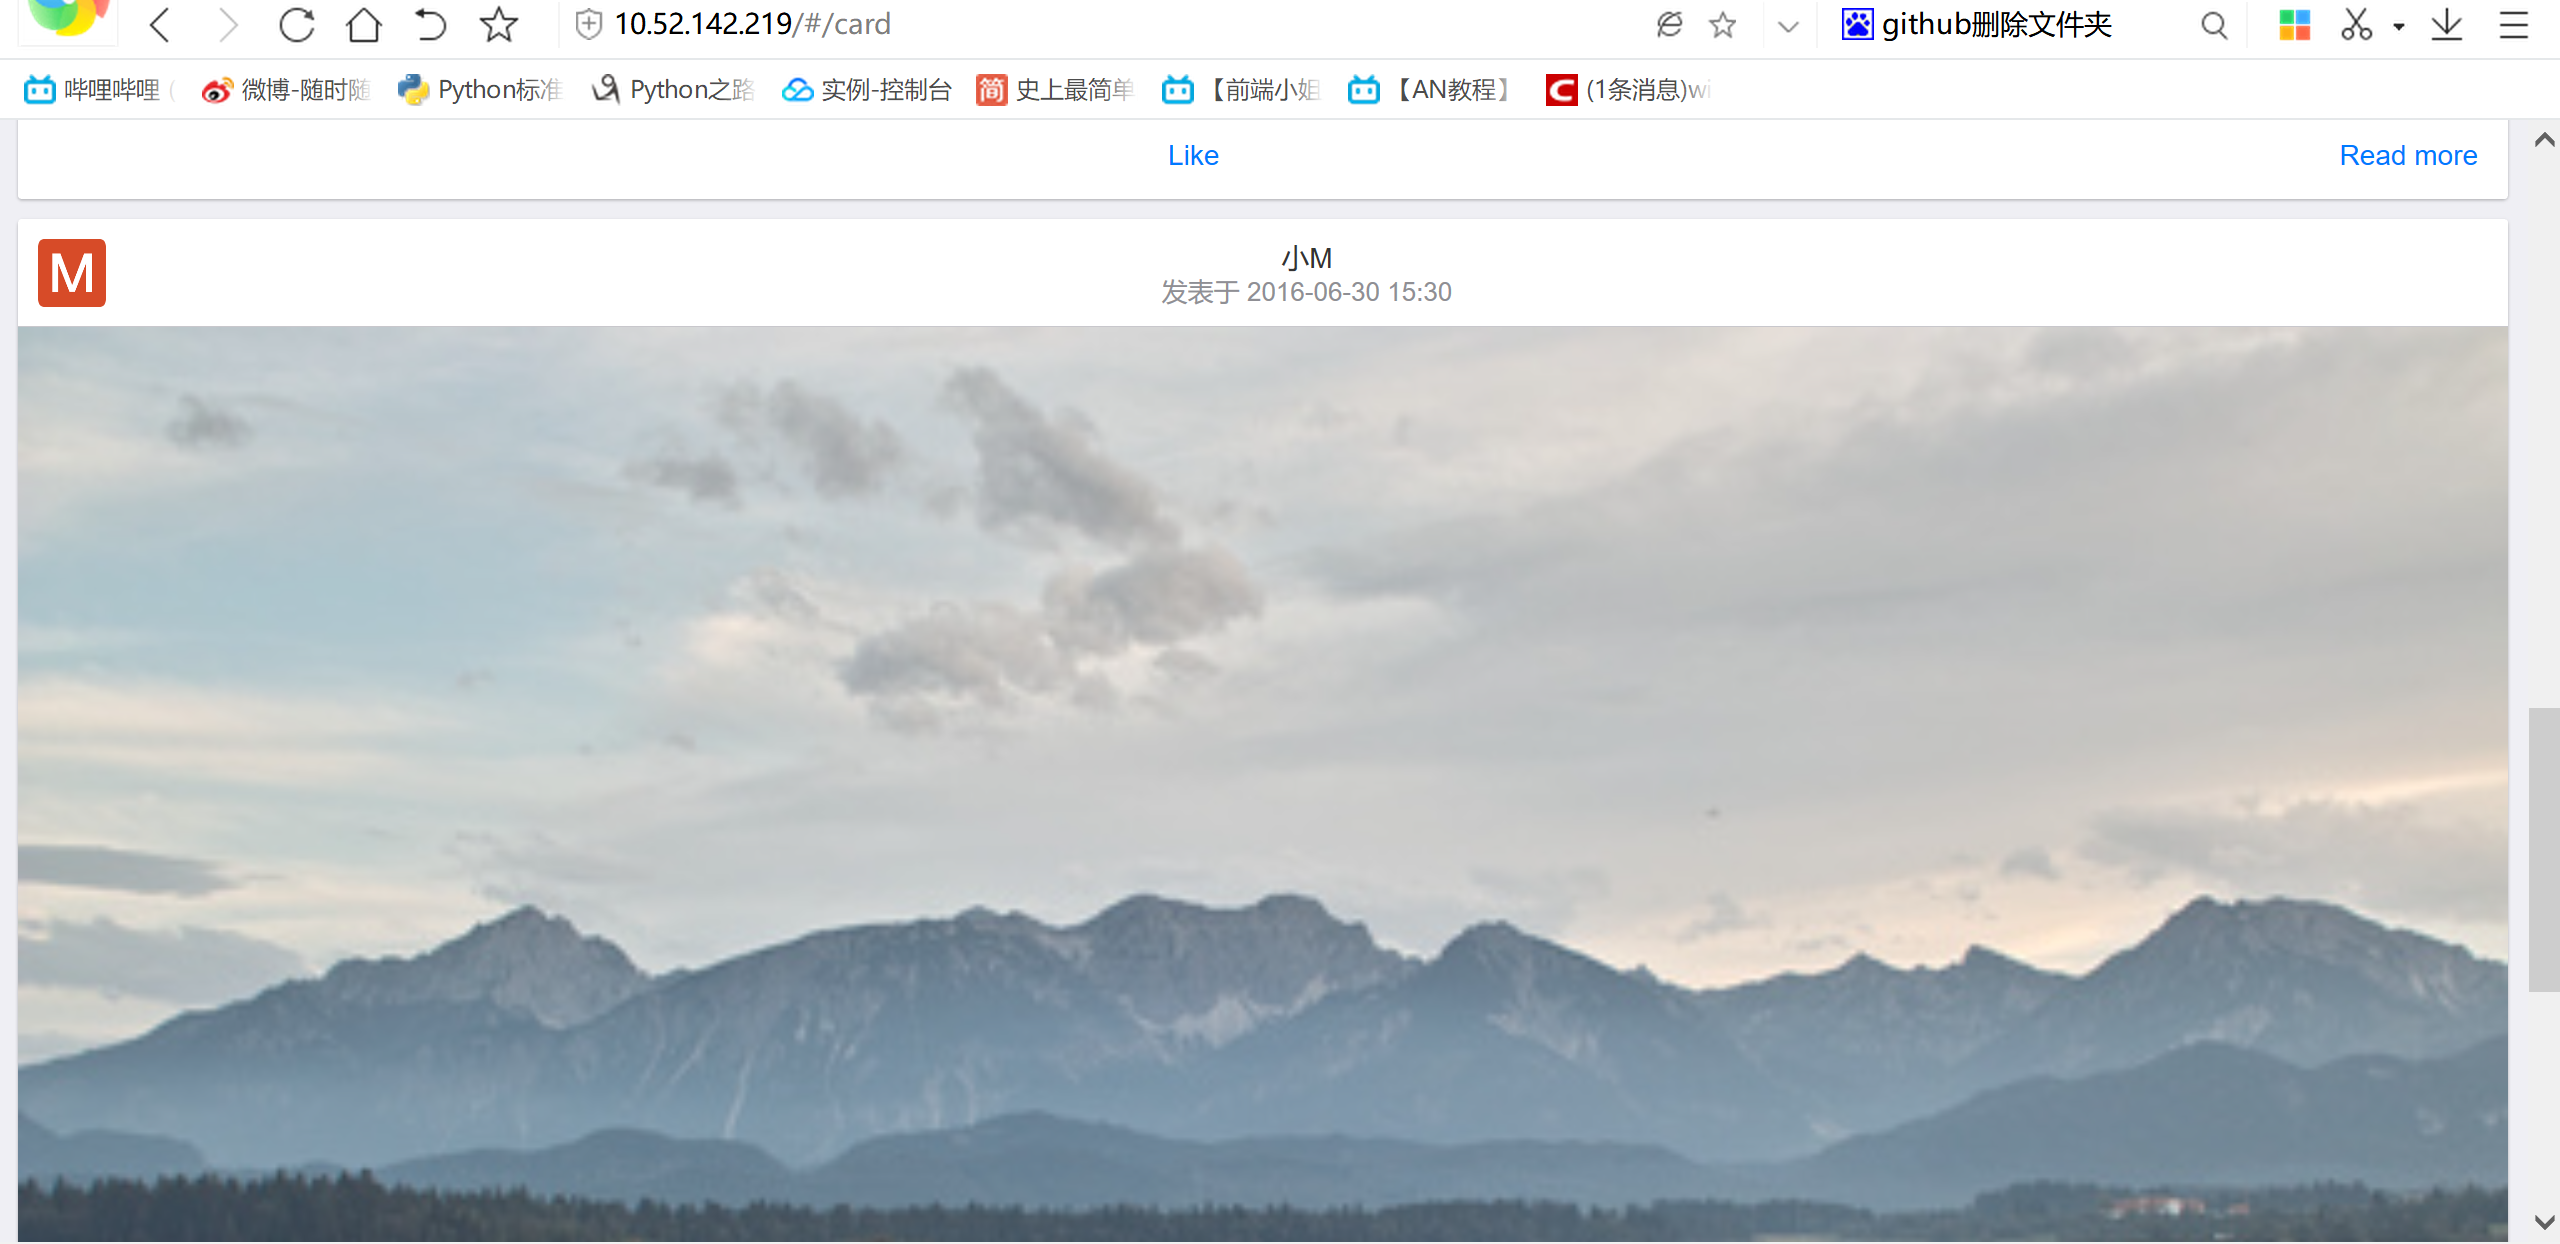 10.52.142.219/#/card
github删除文件夹
哔哩哔哩 (
微博-随时随
Python标准
Python之路
实例-控制台
简 史上最简单
【前端小姐
【AN教程】
C (1条消息)wi
Like
Read more
M
小M
发表于 2016-06-30 15:30